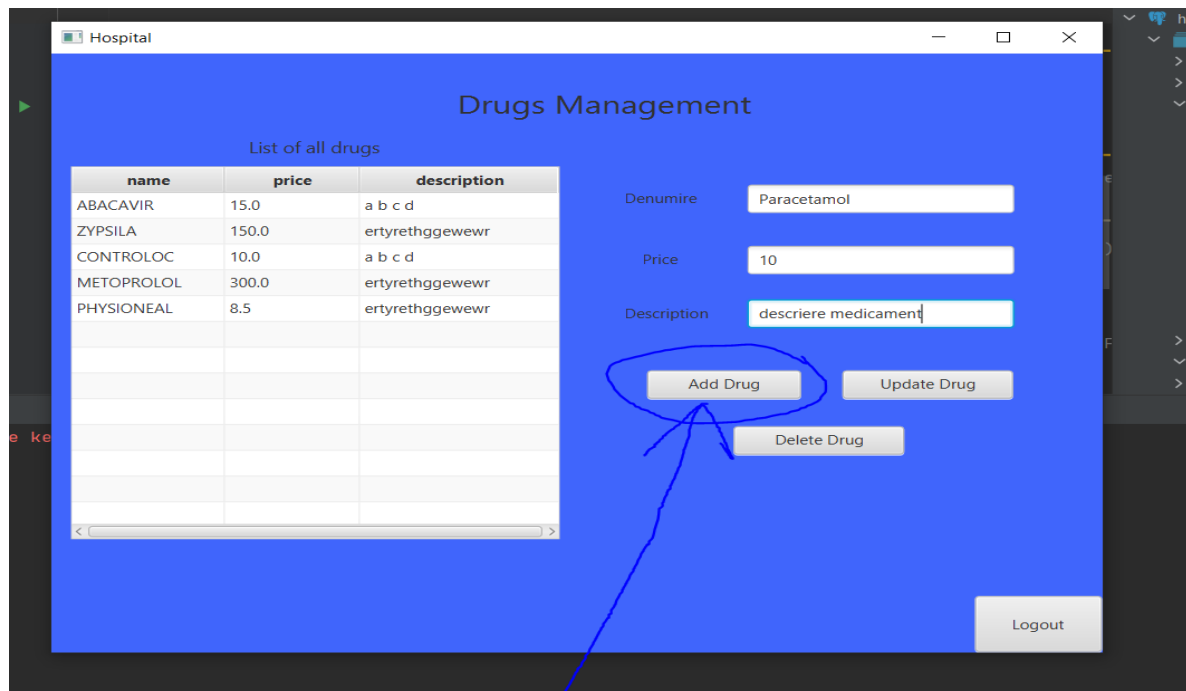 Hospital
Drugs Management
List of all drugs
name price description
ABACAVIR 15.0 a b c d
ZYPSILA 150.0 ertyrethggewewr
CONTROLOC 10.0 a b c d
METOPROLOL 300.0 ertyrethggewewr
PHYSIONEAL 8.5 ertyrethggewewr
Denumire Paracetamol
Price 10
Description descriere medicament
Add Drug Update Drug
Delete Drug
Logout
e ke
h